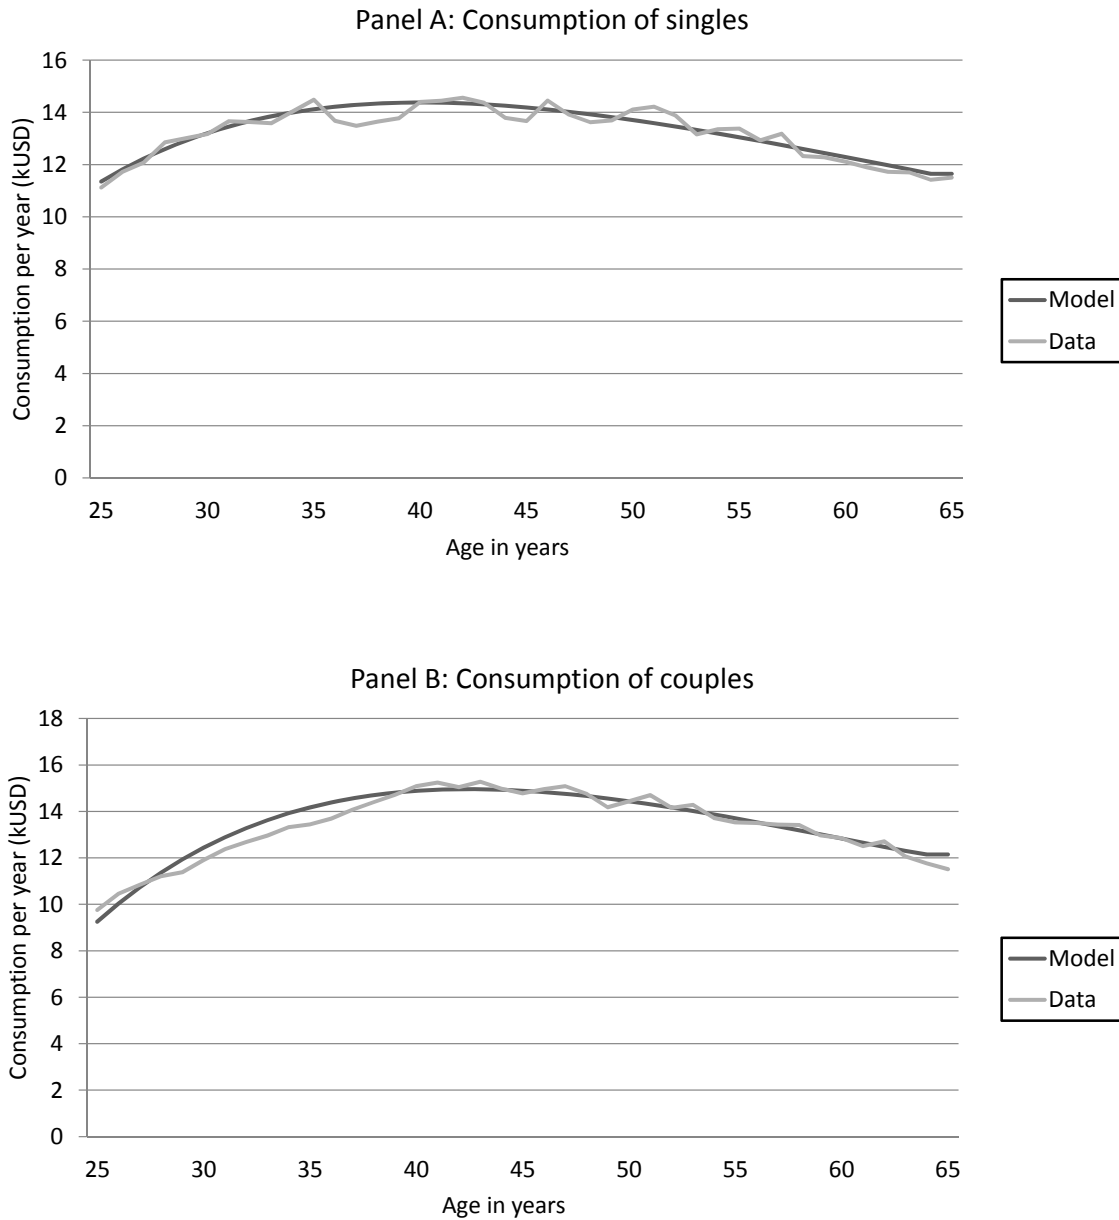 Panel A: Consumption of singles
16
14
12
10
8
6
4
2
0
Consumption per year (kUSD)
25 30 35 40 45 50 55 60 65
Age in years
Model
Data
Panel B: Consumption of couples
18
16
14
12
10
8
6
4
2
0
Consumption per year (kUSD)
25 30 35 40 45 50 55 60 65
Age in years
Model
Data